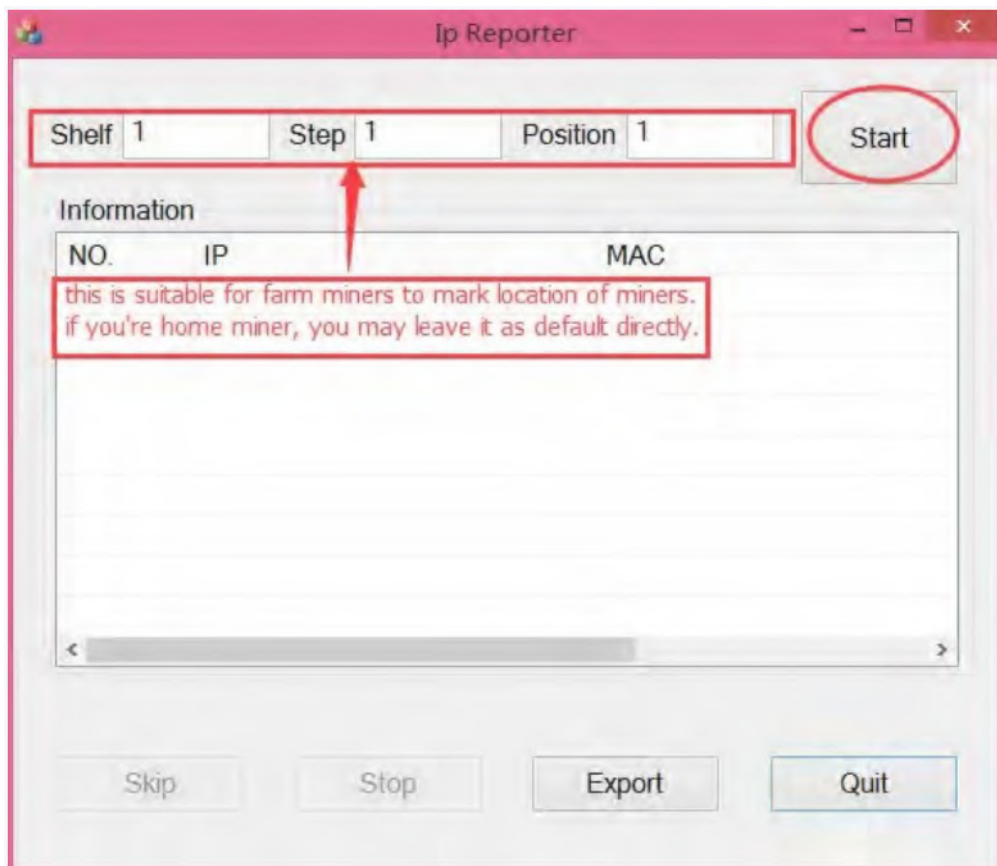 Ip Reporter
Shelf 1 Step 1 Position 1 Start
Information
NO. IP MAC
this is suitable for farm miners to mark location of miners.
if you're home miner, you may leave it as default directly.
Skip Stop Export Quit